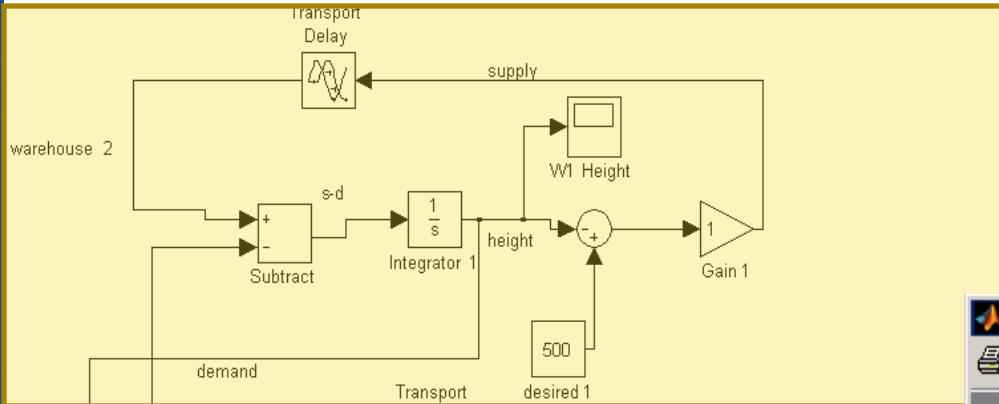 Transport
Delay
supply
warehouse 2
W1 Height
s-d
+
−
1
s
-
+
1
height
Subtract
Integrator 1
Gain 1
500
demand
Transport
desired 1